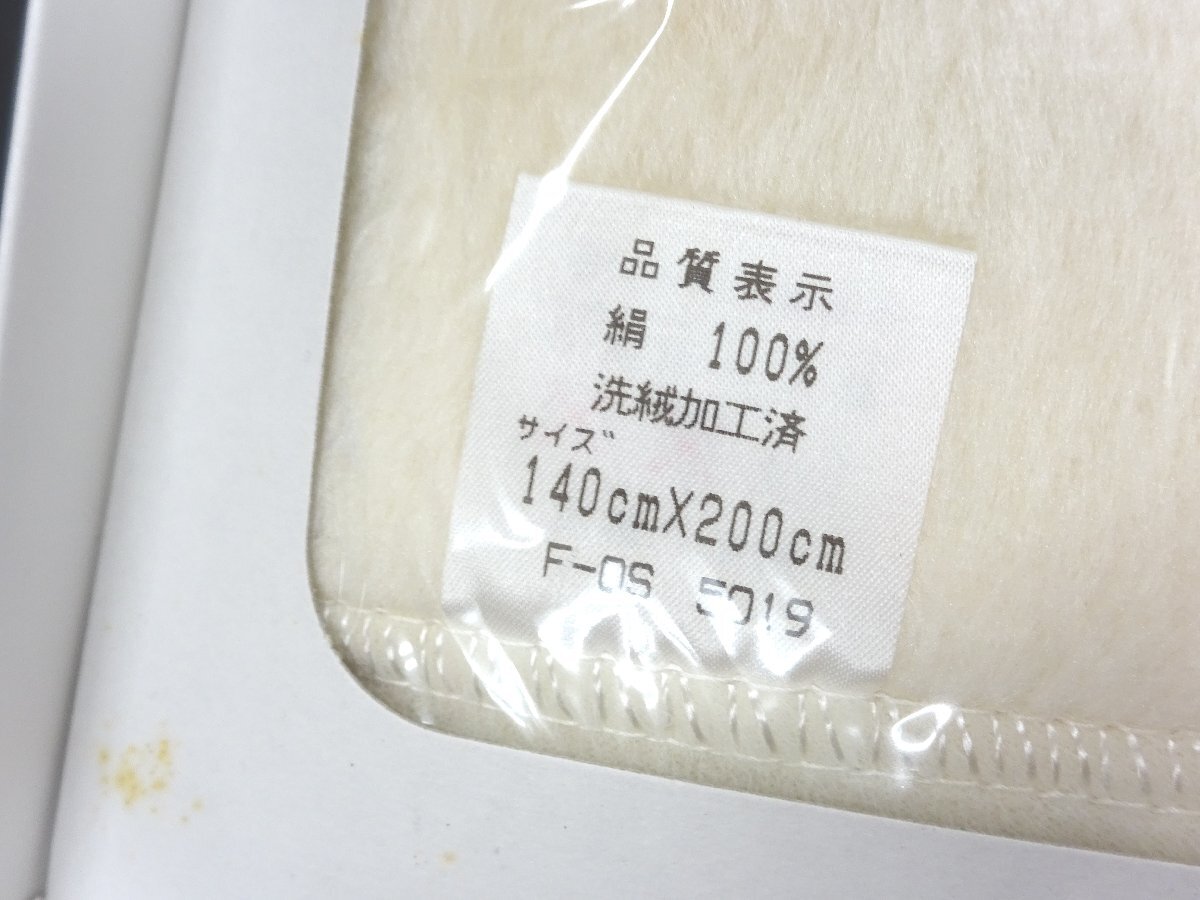 品質表示
絹 100%
洗絨加工済
サイズ
140cmX200cm
F-OS 5019